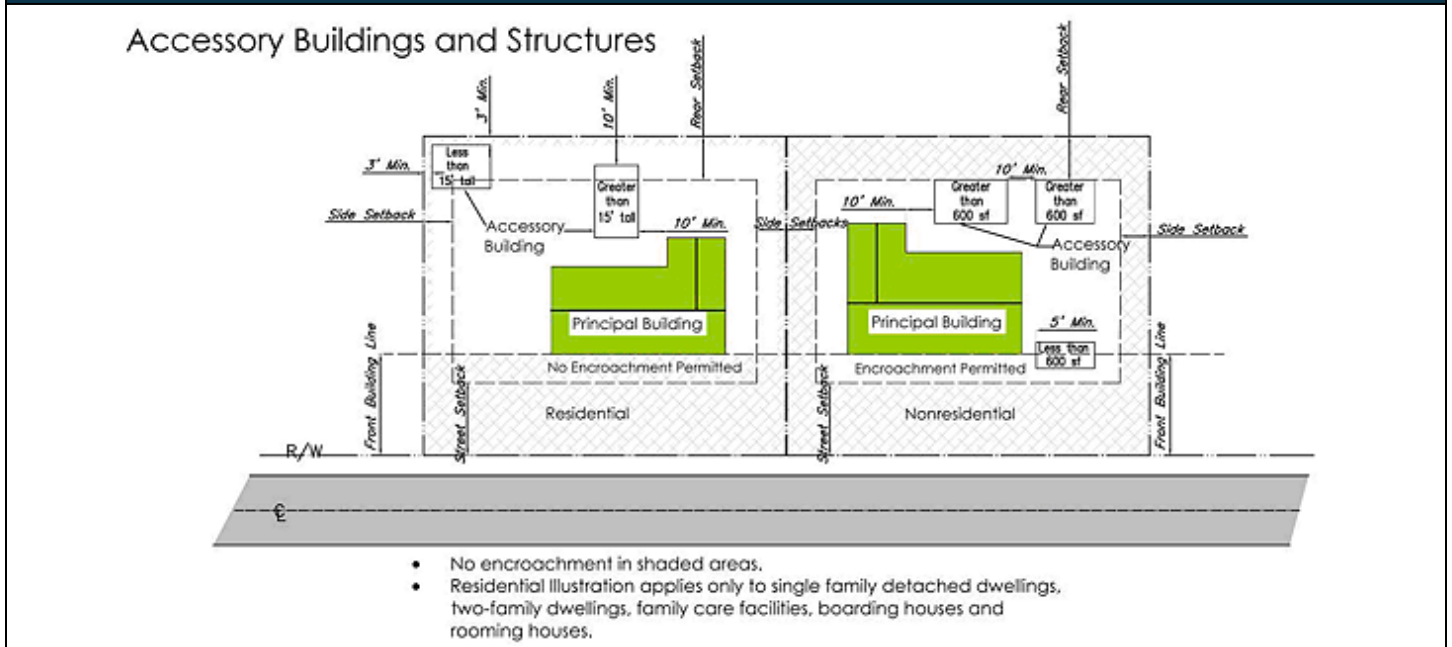 Accessory Buildings and Structures
3' Min.
10' Min.
Rear Setback
Rear Setback
3' Min.
Less
than
15' tall
Greater
than
15' tall
10' Min.
Greater
than
600 sf
Greater
than
600 sf
10' Min.
Side Setback
Accessory
Building
10' Min.
Side Setbacks
Accessory
Building
Side Setback
Principal Building
Principal Building
5' Min.
Less than
600 sf
Front Building Line
No Encroachment Permitted
Encroachment Permitted
Front Building Line
Street Setback
Residential
Street Setback
Nonresidential
R/W
℄
• No encroachment in shaded areas.
• Residential Illustration applies only to single family detached dwellings,
two-family dwellings, family care facilities, boarding houses and
rooming houses.